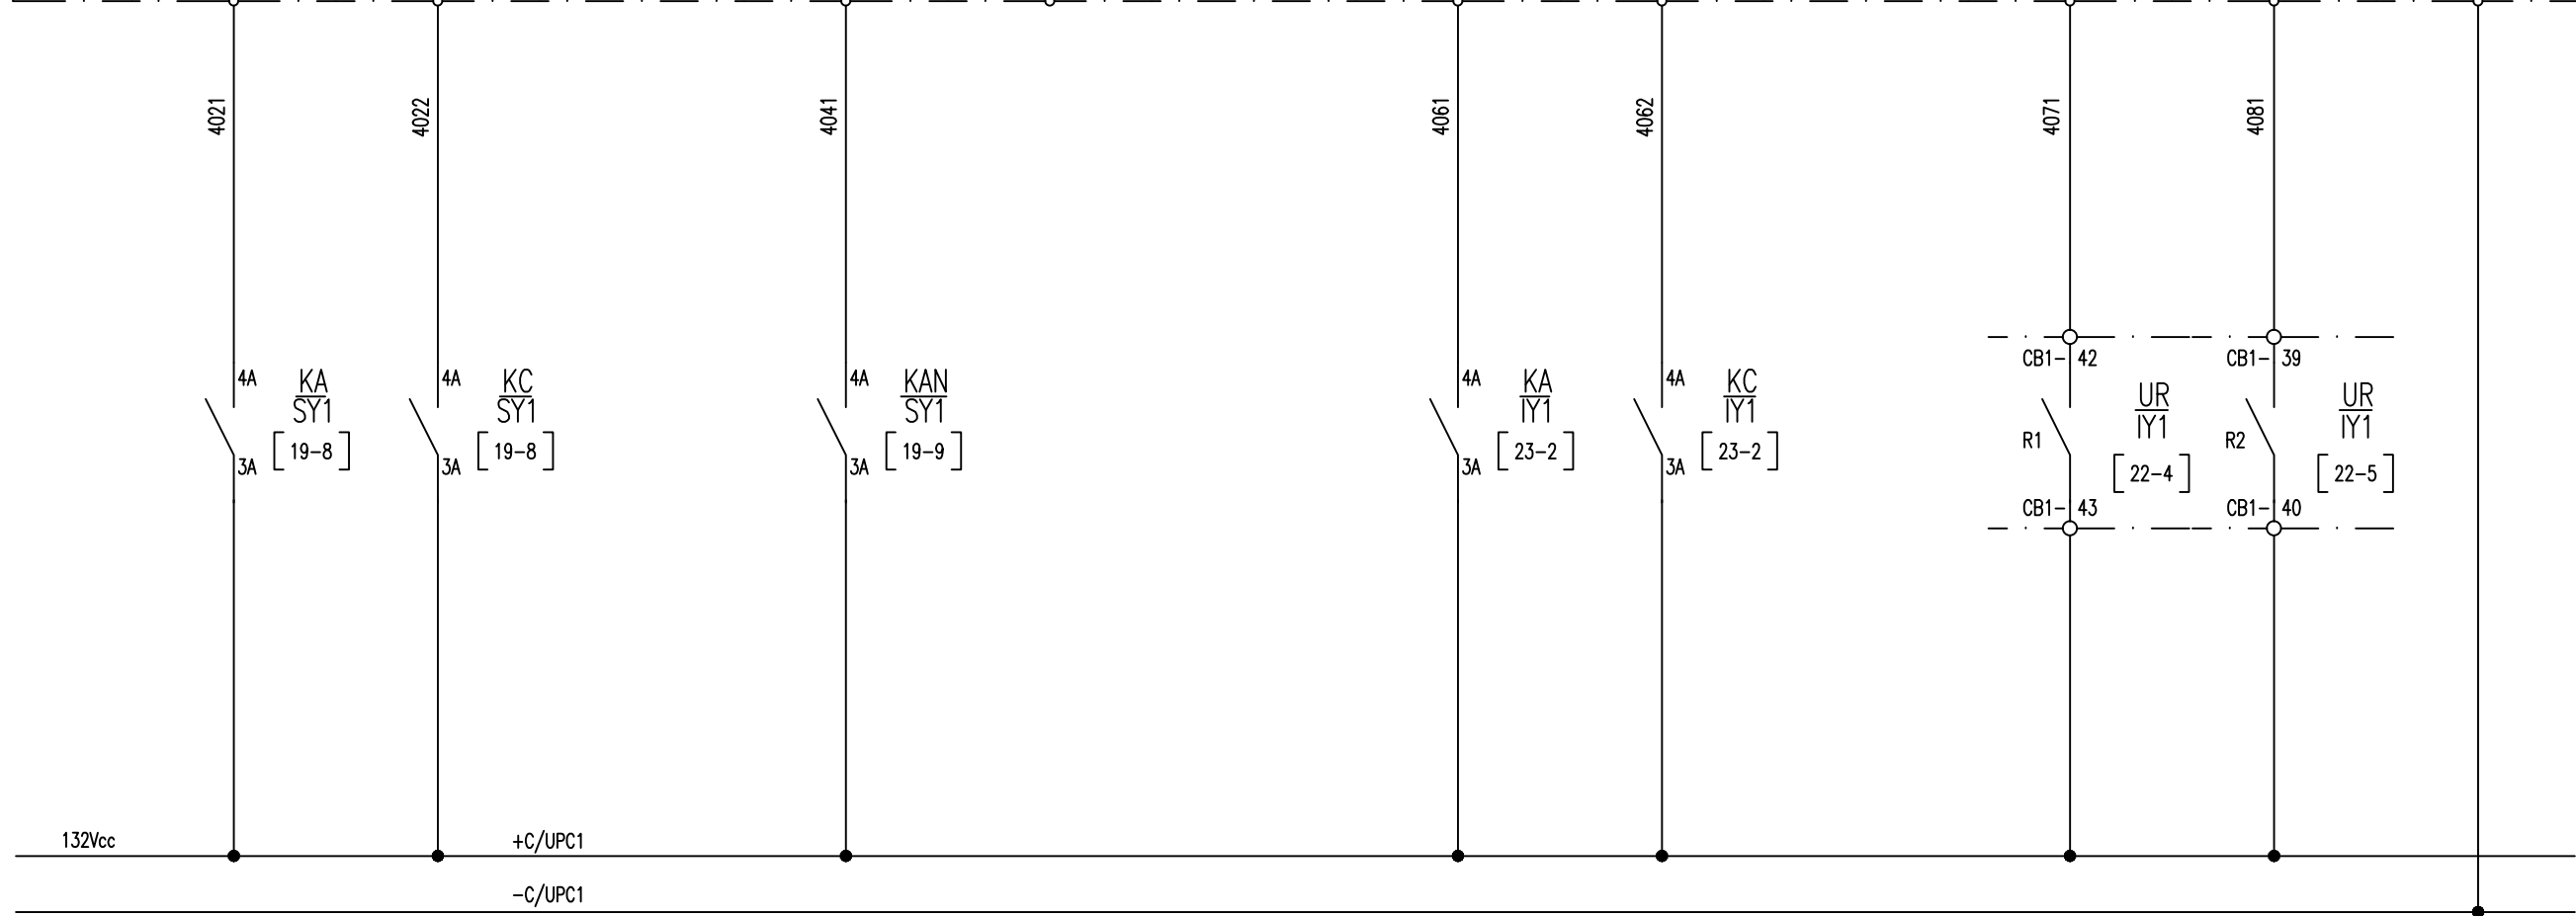 4021
4022
4041
4061
4062
4071
4081
CB1- 42
CB1- 39
4A
KA
SY1
4A
KC
SY1
4A
KAN
SY1
4A
KA
IY1
4A
KC
IY1
UR
IY1
UR
IY1
R1
R2
3A
19-8
3A
19-8
3A
19-9
3A
23-2
3A
23-2
22-4
22-5
CB1- 43
CB1- 40
132Vcc
+C/UPC1
-C/UPC1